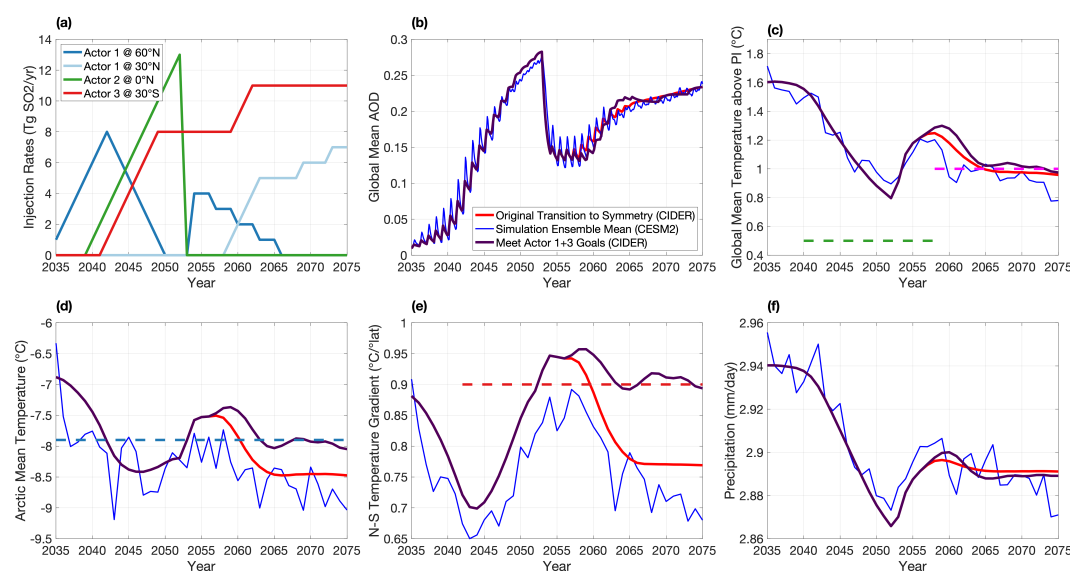 (a)
Injection Rates (Tg SO2/yr)
14
12
10
8
6
4
2
0
Actor 1 @ 60°N
Actor 1 @ 30°N
Actor 2 @ 0°N
Actor 3 @ 30°S
2035 2040 2045 2050 2055 2060 2065 2070 2075
Year
(b)
Global Mean AOD
0.3
0.25
0.2
0.15
0.1
0.05
0
Original Transition to Symmetry (CIDER)
Simulation Ensemble Mean (CESM2)
Meet Actor 1+3 Goals (CIDER)
2035 2040 2045 2050 2055 2060 2065 2070 2075
Year
(c)
Global Mean Temperature above PI (°C)
1.8
1.6
1.4
1.2
1
0.8
0.6
0.4
2035 2040 2045 2050 2055 2060 2065 2070 2075
Year
(d)
Arctic Mean Temperature (°C)
-6
-6.5
-7
-7.5
-8
-8.5
-9
-9.5
2035 2040 2045 2050 2055 2060 2065 2070 2075
Year
(e)
N-S Temperature Gradient (°C/°lat)
1
0.95
0.9
0.85
0.8
0.75
0.7
0.65
2035 2040 2045 2050 2055 2060 2065 2070 2075
Year
(f)
Precipitation (mm/day)
2.96
2.94
2.92
2.9
2.88
2.86
2035 2040 2045 2050 2055 2060 2065 2070 2075
Year